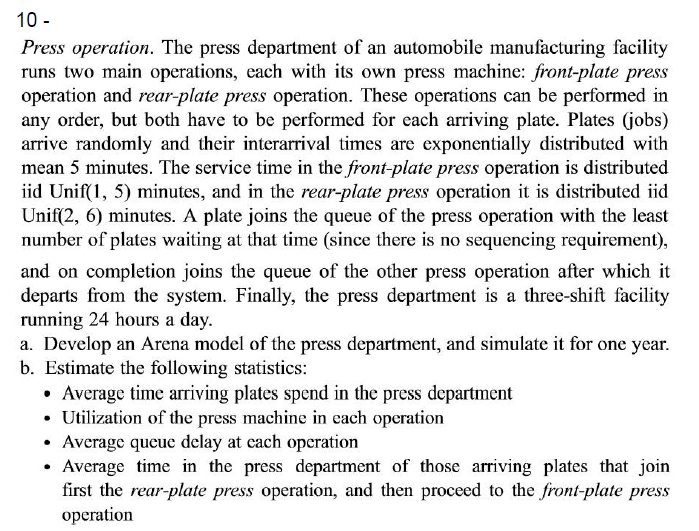 10 -
Press operation. The press department of an automobile manufacturing facility
runs two main operations, each with its own press machine: front-plate press
operation and rear-plate press operation. These operations can be performed in
any order, but both have to be performed for each arriving plate. Plates (jobs)
arrive randomly and their interarrival times are exponentially distributed with
mean 5 minutes. The service time in the front-plate press operation is distributed
iid Unif(1, 5) minutes, and in the rear-plate press operation it is distributed iid
Unif(2, 6) minutes. A plate joins the queue of the press operation with the least
number of plates waiting at that time (since there is no sequencing requirement),
and on completion joins the queue of the other press operation after which it
departs from the system. Finally, the press department is a three-shift facility
running 24 hours a day.
a. Develop an Arena model of the press department, and simulate it for one year.
b. Estimate the following statistics:
• Average time arriving plates spend in the press department
• Utilization of the press machine in each operation
• Average queue delay at each operation
• Average time in the press department of those arriving plates that join
first the rear-plate press operation, and then proceed to the front-plate press
operation